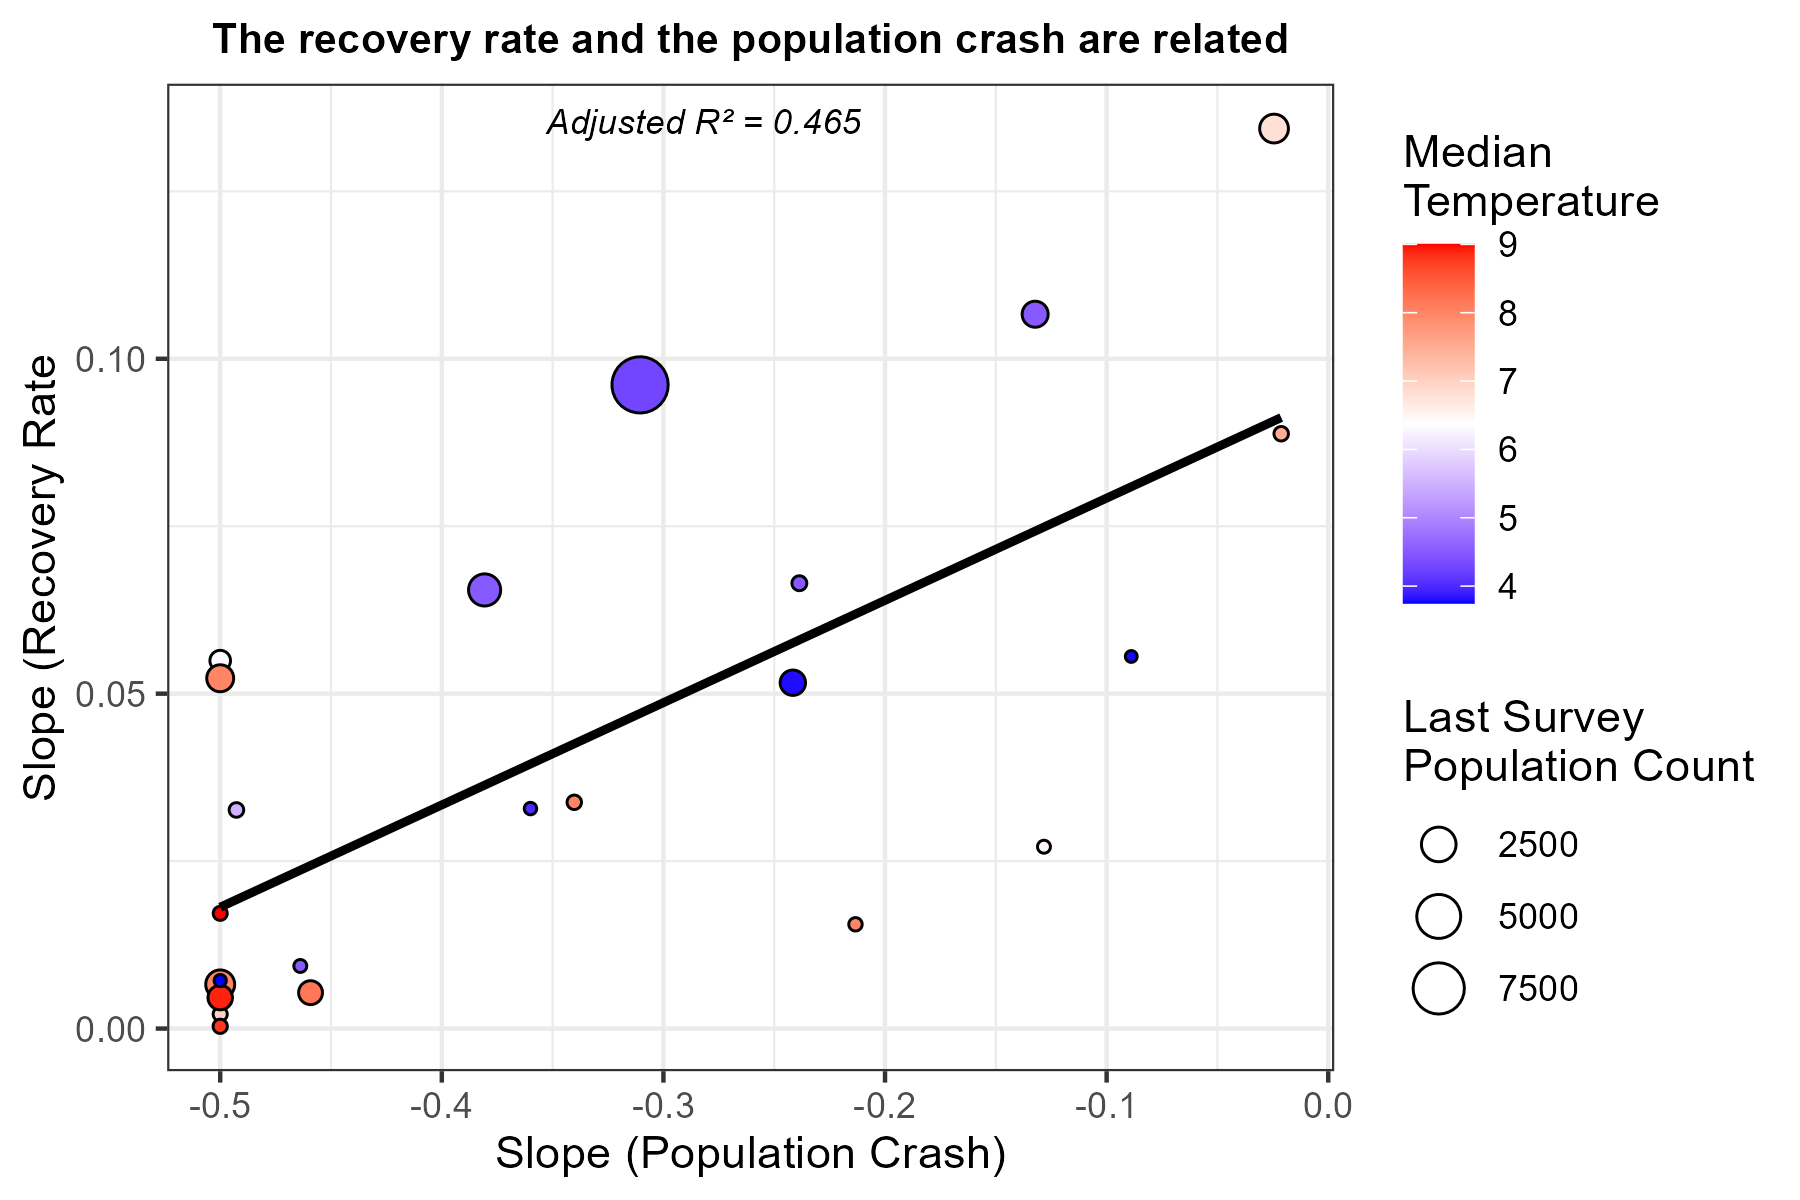 The recovery rate and the population crash are related
Adjusted R² = 0.465
Slope (Recovery Rate
0.10
0.05
0.00
-0.5
-0.4
-0.3
-0.2
-0.1
0.0
Slope (Population Crash)
Median
Temperature
9
8
7
6
5
4
Last Survey
Population Count
2500
5000
7500